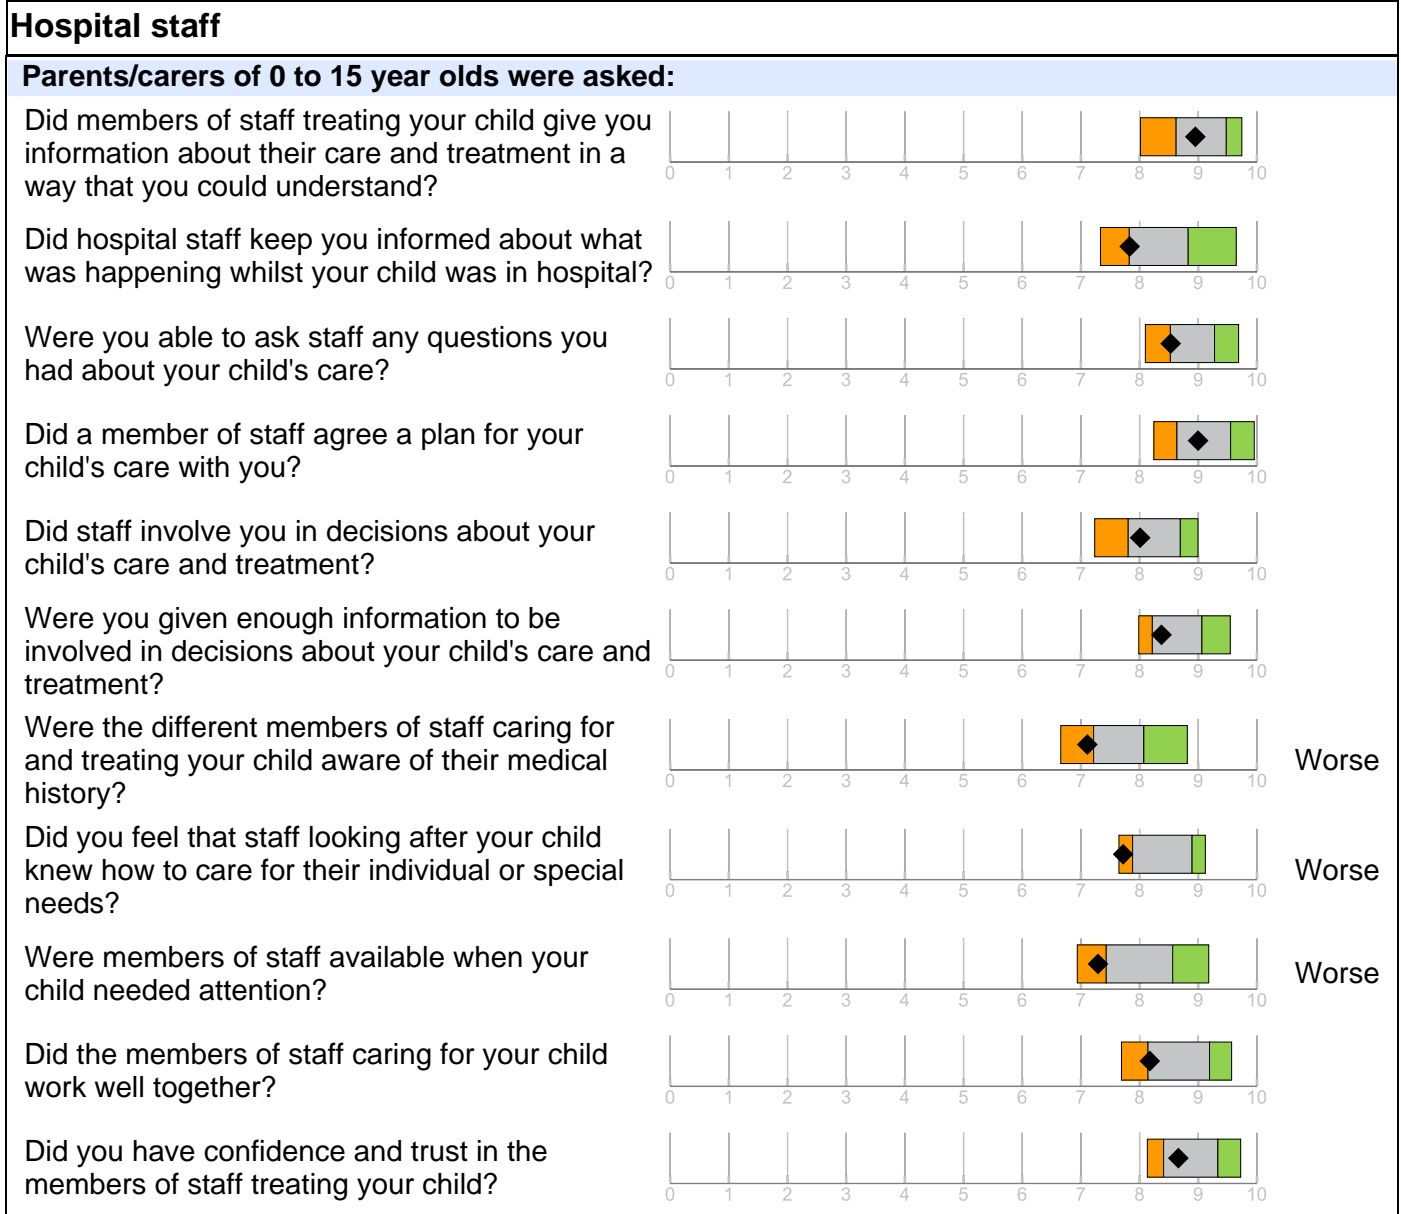 Hospital staff
Parents/carers of 0 to 15 year olds were asked:
Did members of staff treating your child give you
information about their care and treatment in a
way that you could understand?
0 1 2 3 4 5 6 7 8 9 10
Did hospital staff keep you informed about what
was happening whilst your child was in hospital?
0 1 2 3 4 5 6 7 8 9 10
Were you able to ask staff any questions you
had about your child's care?
0 1 2 3 4 5 6 7 8 9 10
Did a member of staff agree a plan for your
child's care with you?
0 1 2 3 4 5 6 7 8 9 10
Did staff involve you in decisions about your
child's care and treatment?
0 1 2 3 4 5 6 7 8 9 10
Were you given enough information to be
involved in decisions about your child's care and
treatment?
0 1 2 3 4 5 6 7 8 9 10
Were the different members of staff caring for
and treating your child aware of their medical
history?
0 1 2 3 4 5 6 7 8 9 10
Worse
Did you feel that staff looking after your child
knew how to care for their individual or special
needs?
0 1 2 3 4 5 6 7 8 9 10
Worse
Were members of staff available when your
child needed attention?
0 1 2 3 4 5 6 7 8 9 10
Worse
Did the members of staff caring for your child
work well together?
0 1 2 3 4 5 6 7 8 9 10
Did you have confidence and trust in the
members of staff treating your child?
0 1 2 3 4 5 6 7 8 9 10